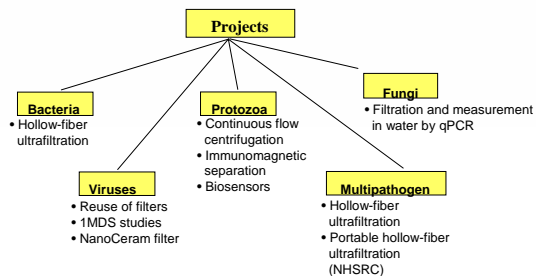 Projects
Bacteria
• Hollow-fiber
ultrafiltration
Viruses
• Reuse of filters
• 1MDS studies
• NanoCeram filter
Protozoa
• Continuous flow
centrifugation
• Immunomagnetic
separation
• Biosensors
Multipathogen
• Hollow-fiber
ultrafiltration
• Portable hollow-fiber
ultrafiltration
(NHSRC)
Fungi
• Filtration and measurement
in water by qPCR